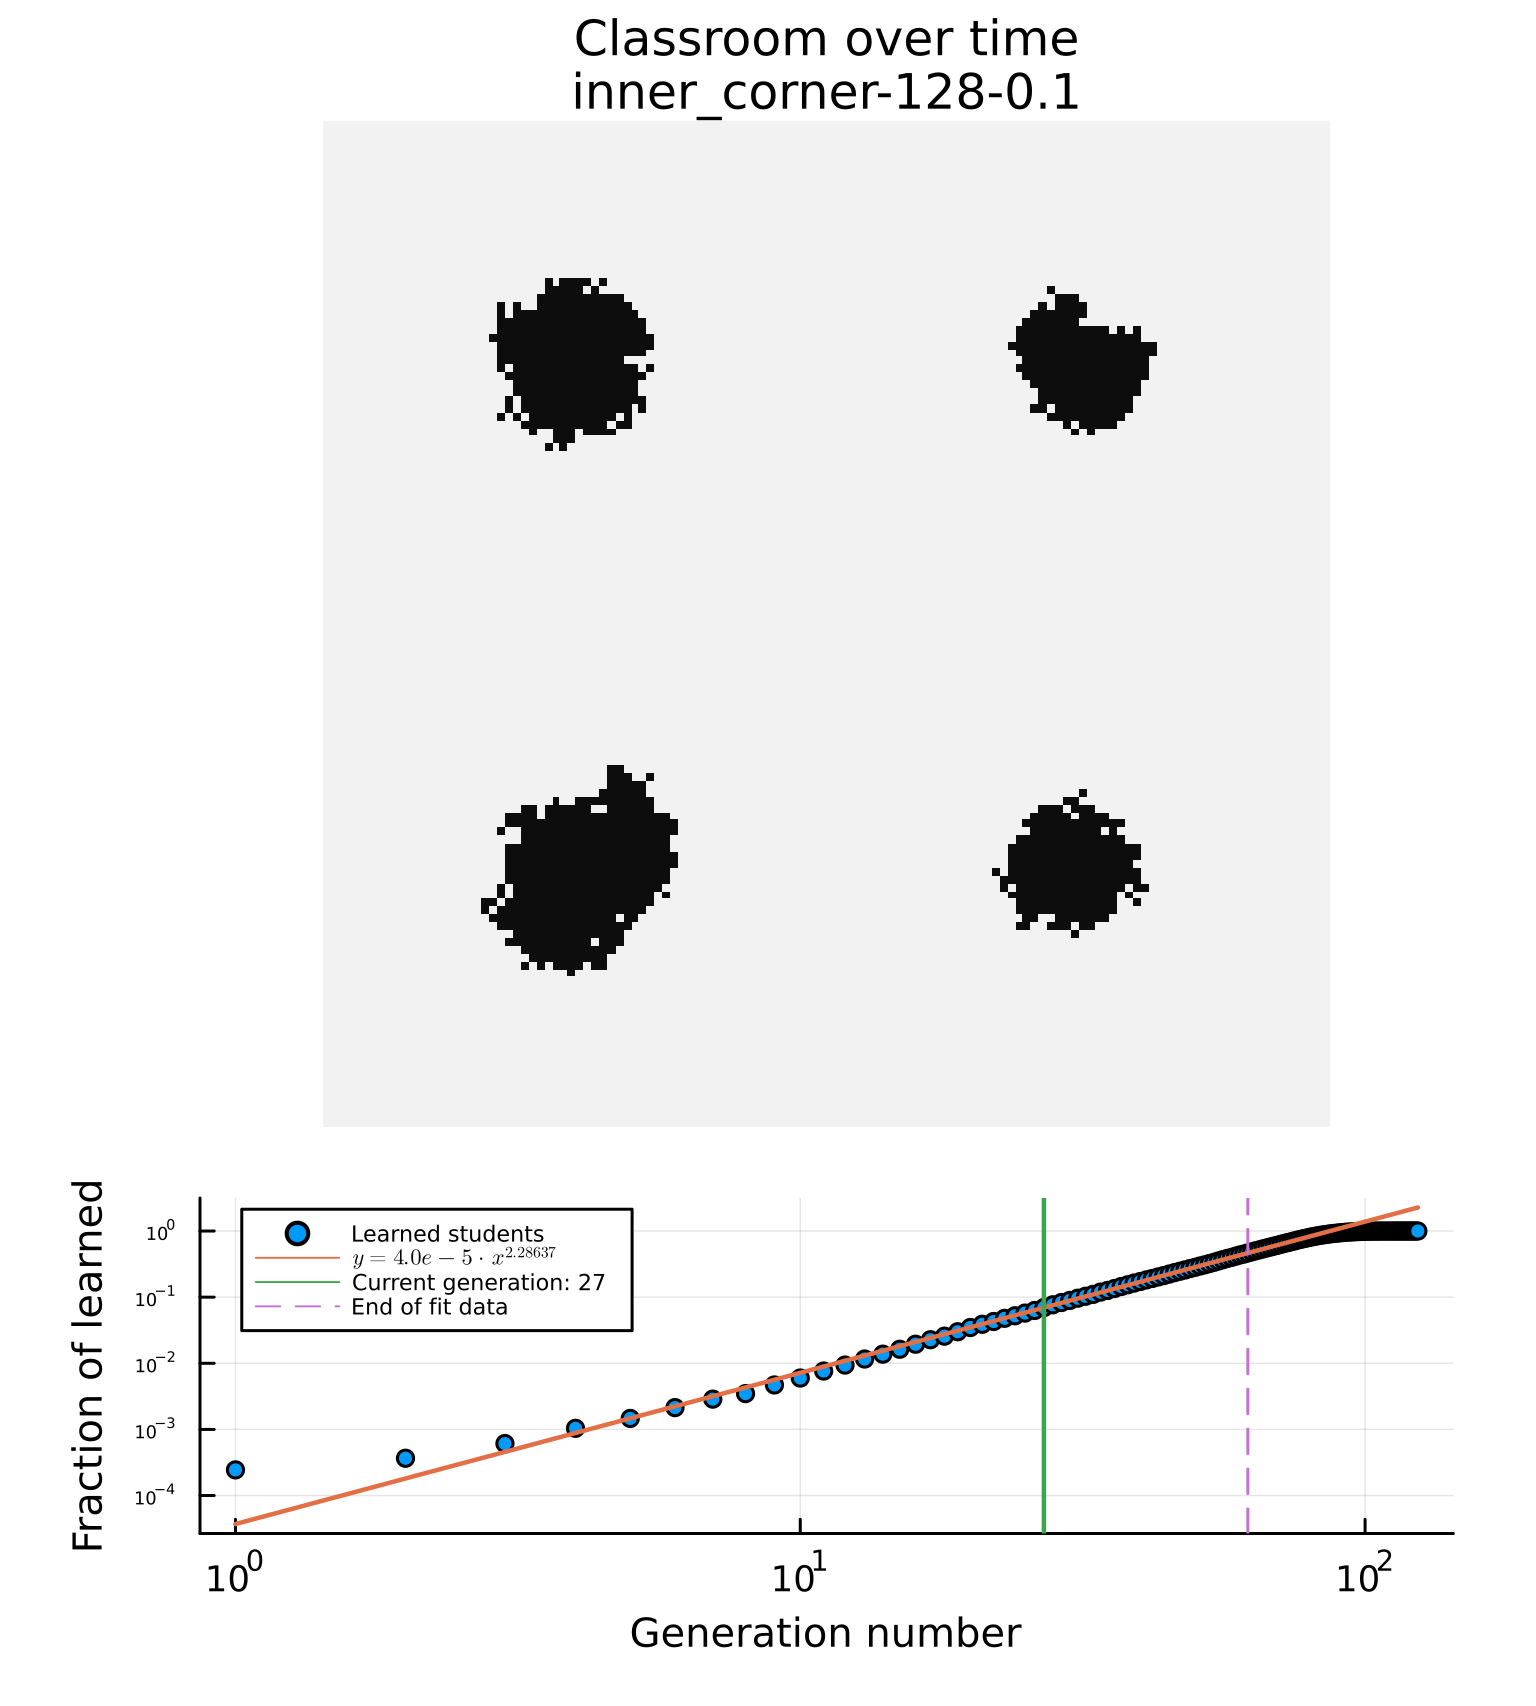 Classroom over time
inner_corner-128-0.1
Fraction of learned
10^0
10^-1
10^-2
10^-3
10^-4
Learned students
y = 4.0e - 5 · x^2.28637
Current generation: 27
End of fit data
10^0 10^1 10^2
Generation number